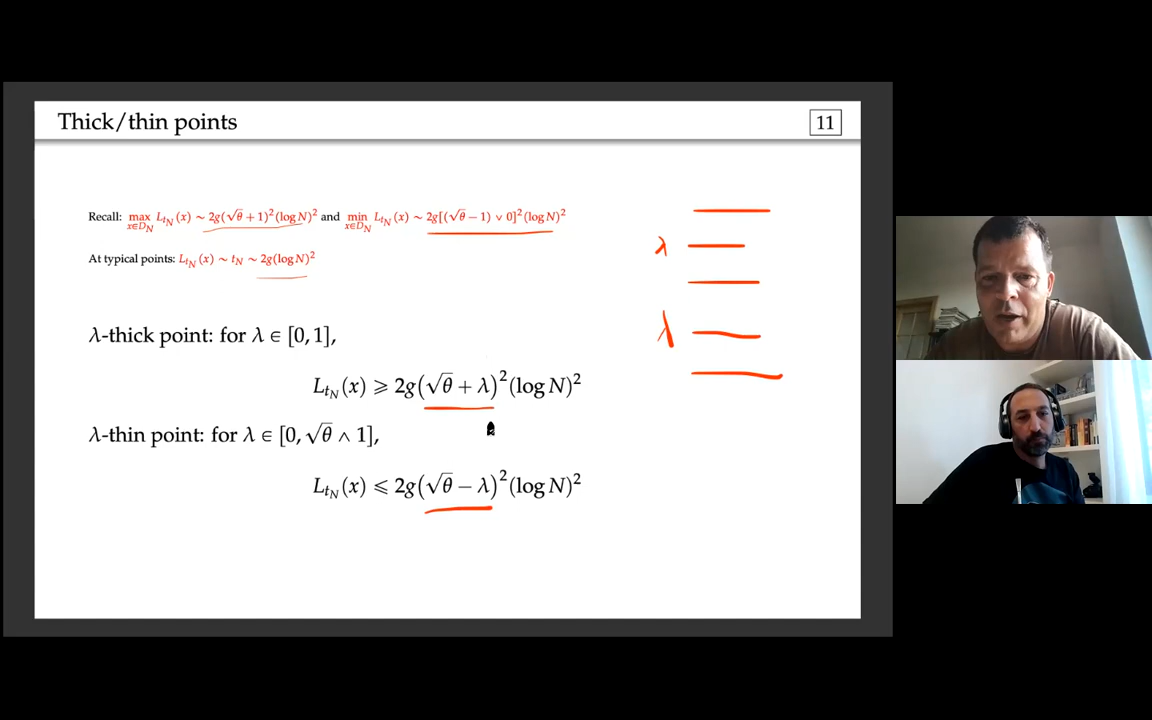 Thick/thin points
11
Recall: max_{x∈D_N} L_{t_N}(x) ∼ 2g(√θ + 1)²(log N)² and min_{x∈D_N} L_{t_N}(x) ∼ 2g[(√θ − 1) ∨ 0]²(log N)²
At typical points: L_{t_N}(x) ∼ t_N ∼ 2g(log N)²
λ
λ-thick point: for λ ∈ [0, 1],
λ
L_{t_N}(x) ⩾ 2g(√θ + λ)²(log N)²
λ-thin point: for λ ∈ [0, √θ ∧ 1],
L_{t_N}(x) ⩽ 2g(√θ − λ)²(log N)²